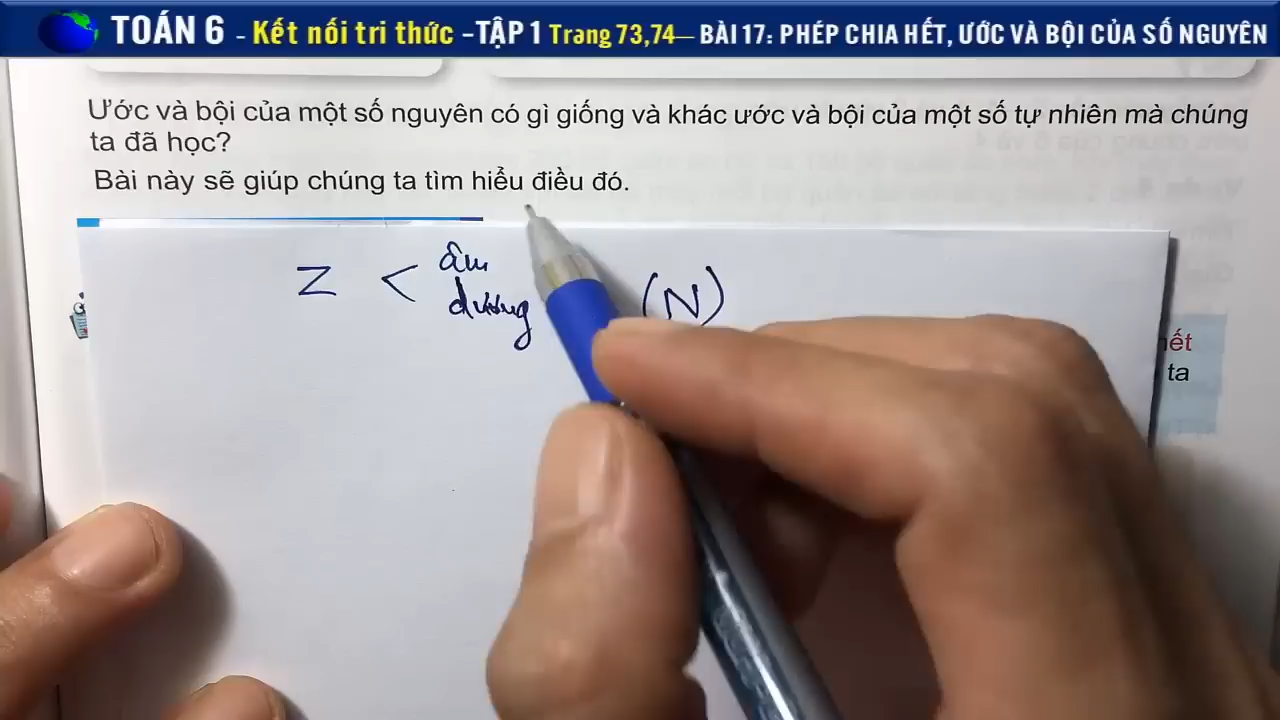 TOÁN 6 - Kết nối tri thức -TẬP 1 Trang 73,74— BÀI 17: PHÉP CHIA HẾT, ƯỚC VÀ BỘI CỦA SỐ NGUYÊN
Ước và bội của một số nguyên có gì giống và khác ước và bội của một số tự nhiên mà chúng
ta đã học?
Bài này sẽ giúp chúng ta tìm hiểu điều đó.
Z < âm
dương (N)
ết
ta